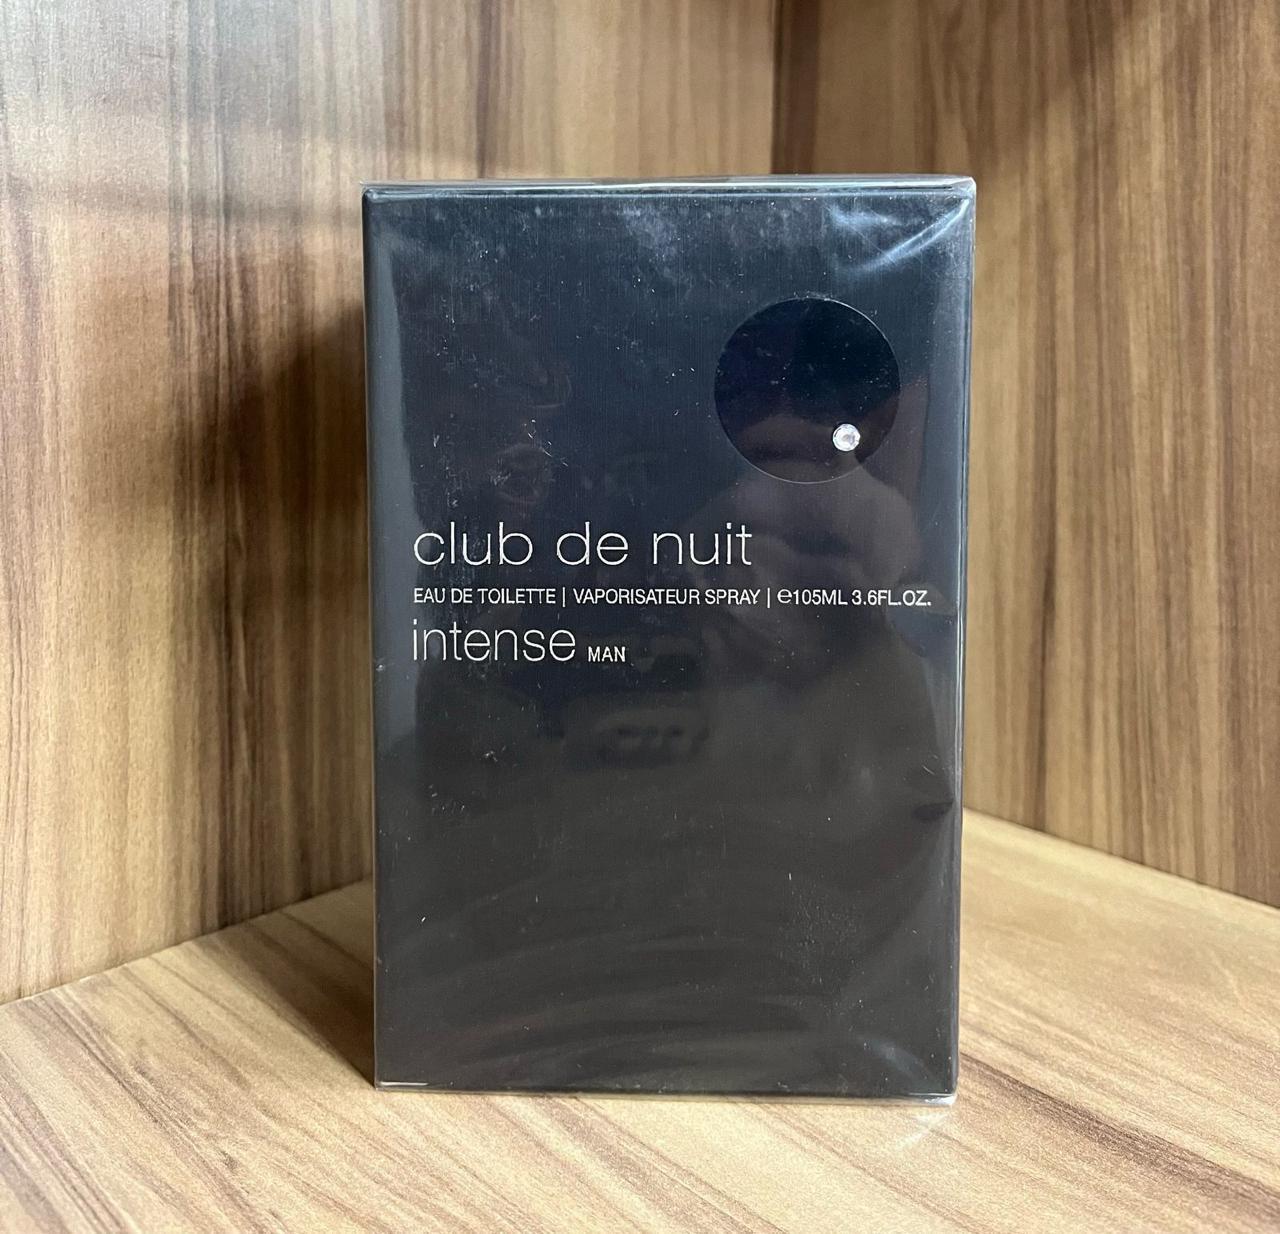 club de nuit
EAU DE TOILETTE | VAPORISATEUR SPRAY | ℮105ML 3.6FL.OZ.
intense MAN